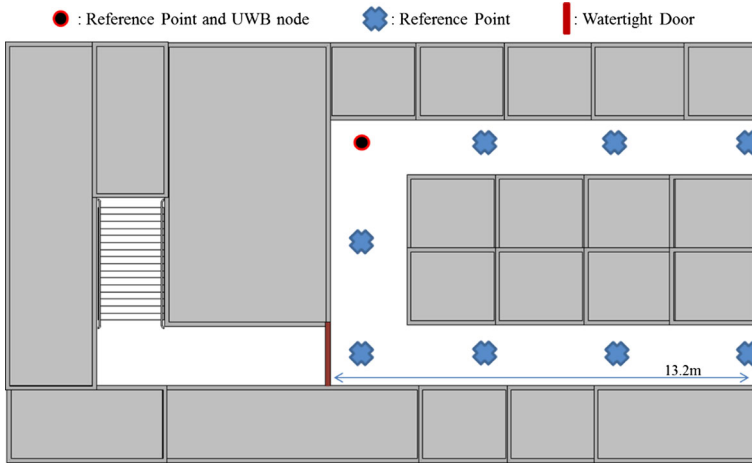 : Reference Point and UWB node : Reference Point : Watertight Door
13.2m